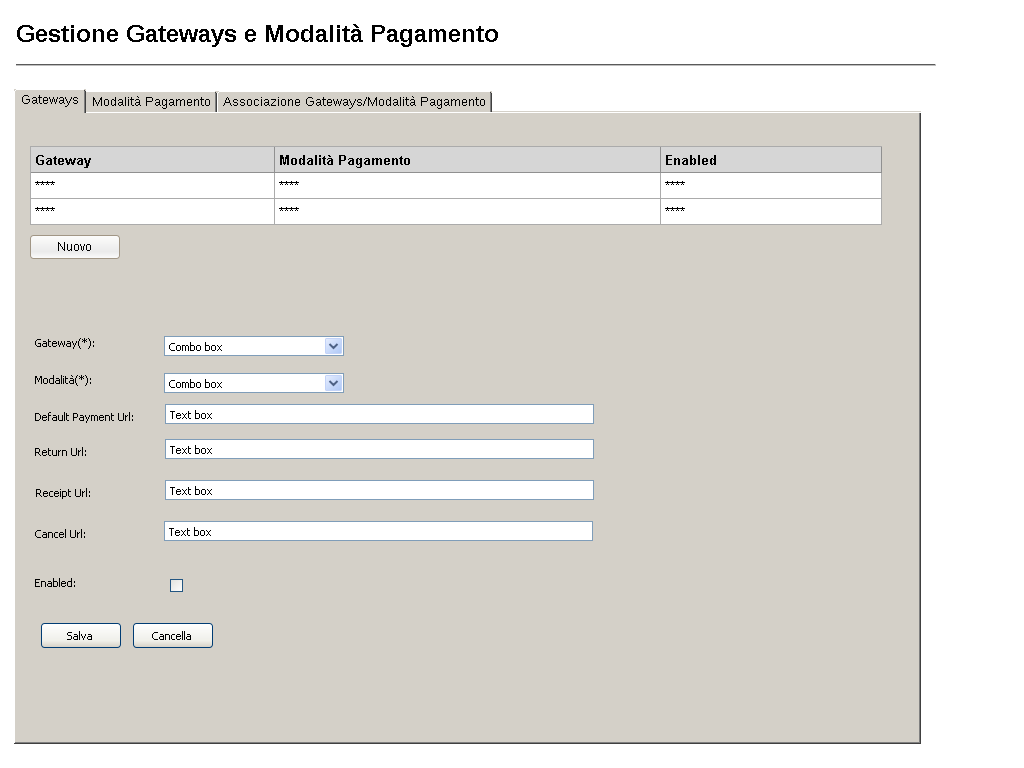 Gestione Gateways e Modalità Pagamento
Gateways Modalità Pagamento Associazione Gateways/Modalità Pagamento
Gateway Modalità Pagamento Enabled
**** **** ****
**** **** ****
Nuovo
Gateway(*): Combo box
Modalità(*): Combo box
Default Payment Url: Text box
Return Url: Text box
Receipt Url: Text box
Cancel Url: Text box
Enabled:
Salva Cancella